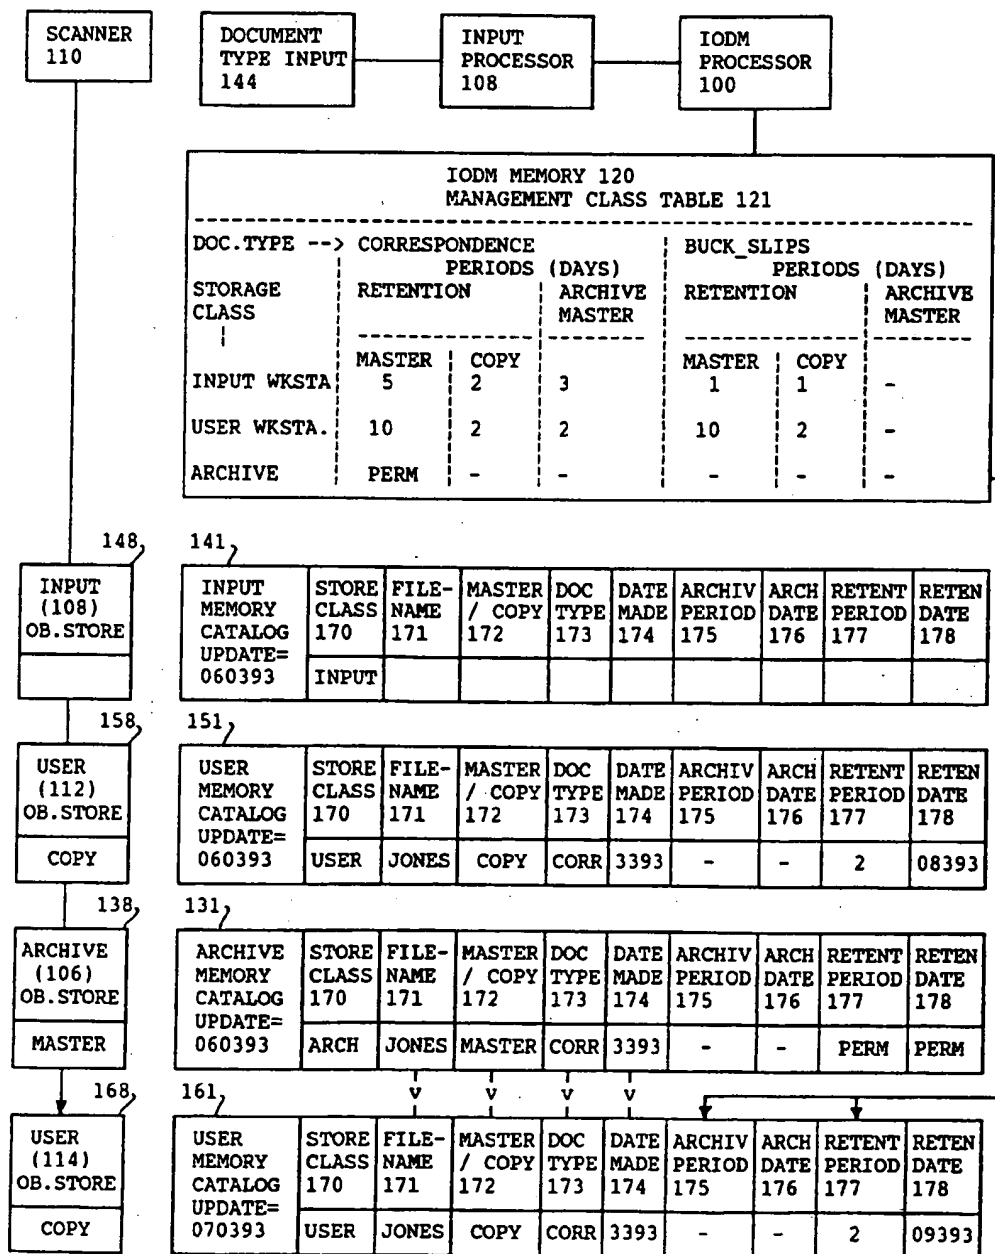 SCANNER
110
DOCUMENT
TYPE INPUT
144
INPUT
PROCESSOR
108
IODM
PROCESSOR
100
IODM MEMORY 120
MANAGEMENT CLASS TABLE 121
DOC.TYPE --> CORRESPONDENCE BUCK_SLIPS
PERIODS (DAYS) PERIODS (DAYS)
STORAGE RETENTION ARCHIVE RETENTION ARCHIVE
CLASS MASTER MASTER
MASTER COPY MASTER COPY
INPUT WKSTA 5 2 3 1 1 -
USER WKSTA. 10 2 2 10 2 -
ARCHIVE PERM - - - - -
148 141
INPUT
(108)
OB.STORE
INPUT STORE FILE- MASTER DOC DATE ARCHIV ARCH RETENT RETEN
MEMORY CLASS NAME / COPY TYPE MADE PERIOD DATE PERIOD DATE
CATALOG 170 171 172 173 174 175 176 177 178
UPDATE=
060393 INPUT
158 151
USER
(112)
OB.STORE
COPY
USER STORE FILE- MASTER DOC DATE ARCHIV ARCH RETENT RETEN
MEMORY CLASS NAME / COPY TYPE MADE PERIOD DATE PERIOD DATE
CATALOG 170 171 172 173 174 175 176 177 178
UPDATE=
060393 USER JONES COPY CORR 3393 - - 2 08393
138 131
ARCHIVE
(106)
OB.STORE
MASTER
ARCHIVE STORE FILE- MASTER DOC DATE ARCHIV ARCH RETENT RETEN
MEMORY CLASS NAME / COPY TYPE MADE PERIOD DATE PERIOD DATE
CATALOG 170 171 172 173 174 175 176 177 178
UPDATE=
060393 ARCH JONES MASTER CORR 3393 - - PERM PERM
v v v v
168 161
USER
(114)
OB.STORE
COPY
USER STORE FILE- MASTER DOC DATE ARCHIV ARCH RETENT RETEN
MEMORY CLASS NAME / COPY TYPE MADE PERIOD DATE PERIOD DATE
CATALOG 170 171 172 173 174 175 176 177 178
UPDATE=
070393 USER JONES COPY CORR 3393 - - 2 09393